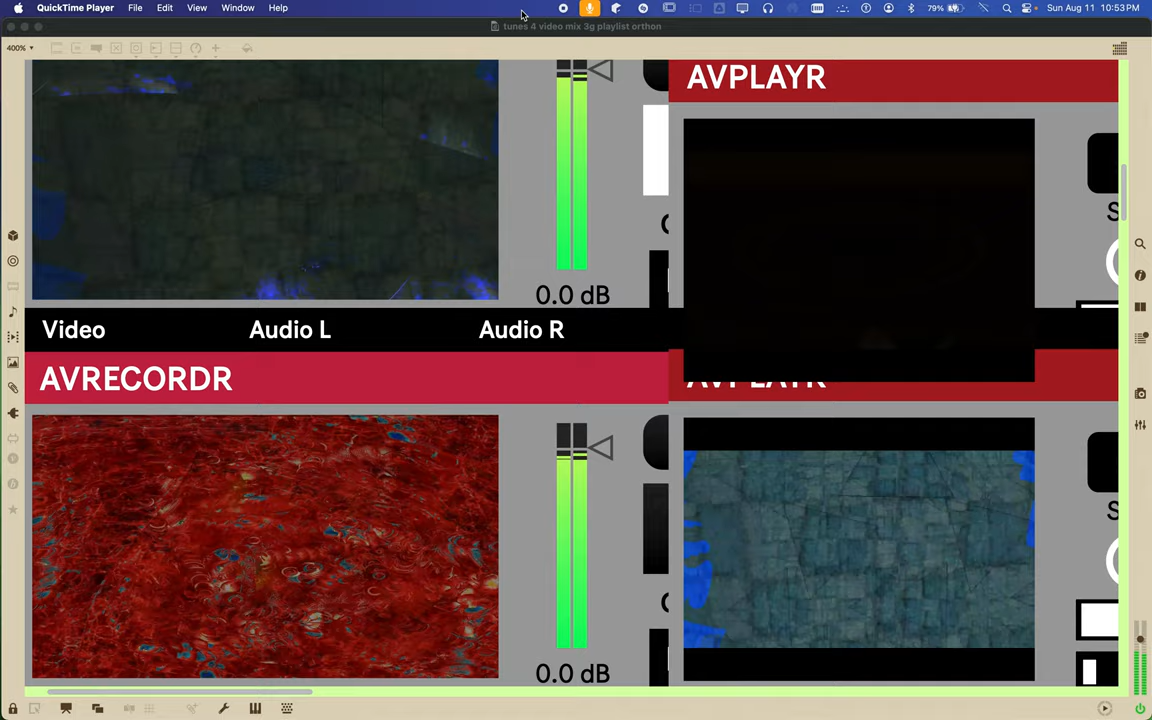 QuickTime Player File Edit View Window Help
79% Sun Aug 11 10:53 PM
tunes 4 video mix 3g playlist orthon
400%
AVPLAYR
0.0 dB
Video Audio L Audio R
AVRECORDR
0.0 dB